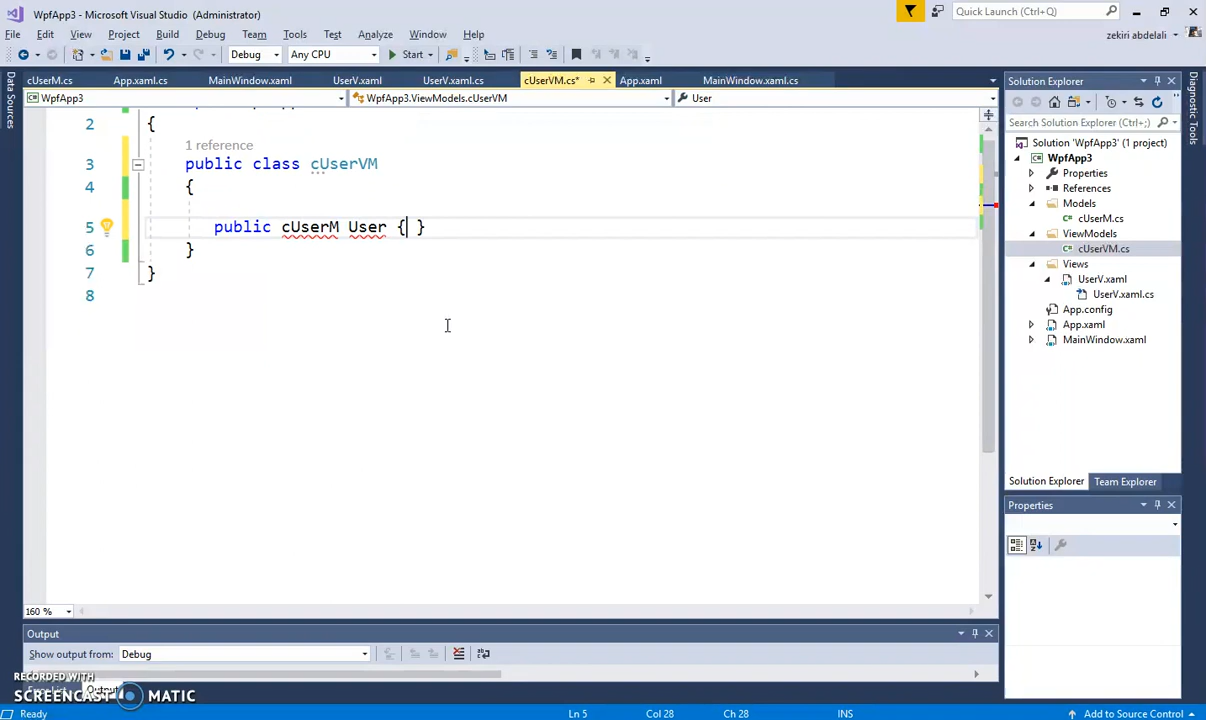 WpfApp3 - Microsoft Visual Studio (Administrator)
Quick Launch (Ctrl+Q)
File Edit View Project Build Debug Team Tools Test Analyze Window Help
zekiri abdelali
Debug Any CPU Start
cUserM.cs App.xaml.cs MainWindow.xaml UserV.xaml UserV.xaml.cs cUserVM.cs* App.xaml MainWindow.xaml.cs
WpfApp3 WpfApp3.ViewModels.cUserVM User
Data Sources
2 {
1 reference
3 public class cUserVM
4 {
5 public cUserM User { }
6 }
7 }
8
160 %
Solution Explorer
Search Solution Explorer (Ctrl+;)
Solution 'WpfApp3' (1 project)
WpfApp3
Properties
References
Models
cUserM.cs
ViewModels
cUserVM.cs
Views
UserV.xaml
UserV.xaml.cs
App.config
App.xaml
MainWindow.xaml
Solution Explorer Team Explorer
Properties
Diagnostic Tools
Output
Show output from: Debug
RECORDED WITH
SCREENCAST MATIC
Ready Ln 5 Col 28 Ch 28 INS Add to Source Control